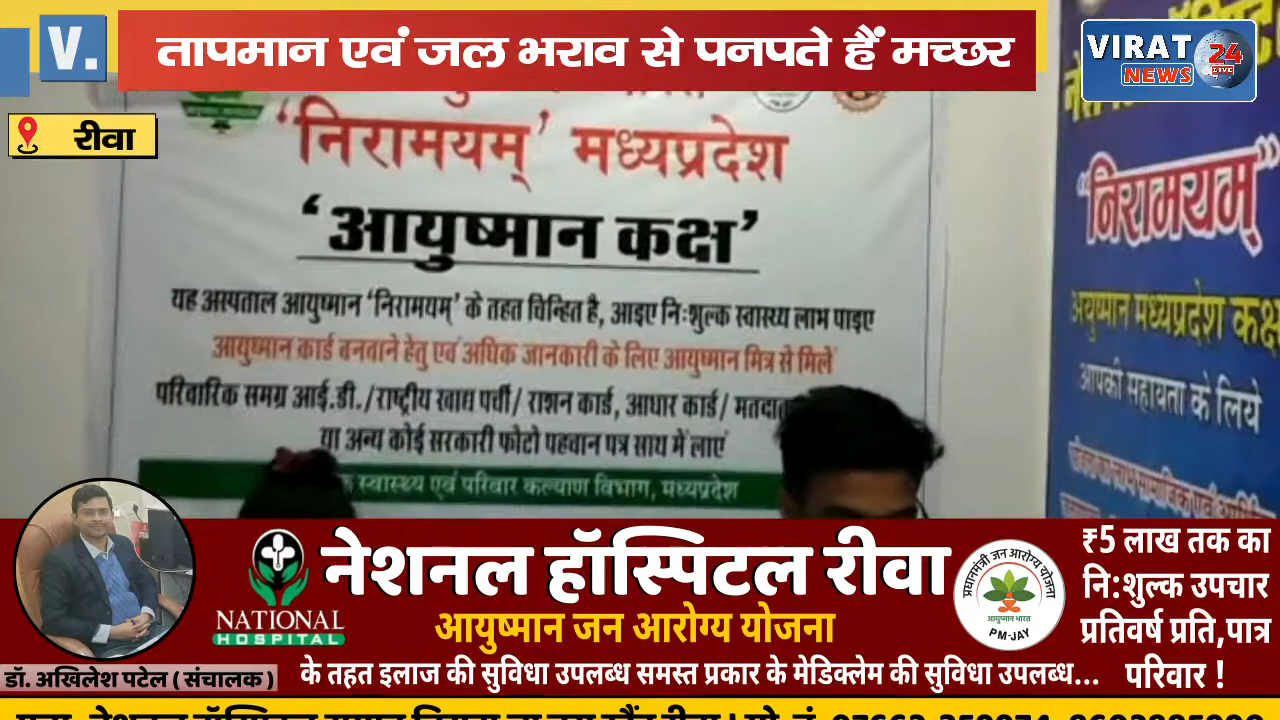 V.
तापमान एवं जल भराव से पनपते हैं मच्छर
VIRAT
24
NEWS
LIVE
रीवा
'निरामयम्' मध्यप्रदेश
'आयुष्मान कक्ष'
यह अस्पताल आयुष्मान 'निरामयम्' के तहत चिन्हित है, आइए निःशुल्क स्वास्थ्य लाभ पाइए
आयुष्मान कार्ड बनवाने हेतु एवं अधिक जानकारी के लिए आयुष्मान मित्र से मिलें
परिवारिक समग्र आई.डी./राष्ट्रीय खाद्य पर्ची/ राशन कार्ड, आधार कार्ड/
या अन्य कोई सरकारी फोटो पहचान पत्र साथ में लाएं
स्वास्थ्य एवं परिवार कल्याण विभाग, मध्यप्रदेश
"निरामयम्"
आयुष्मान मध्यप्रदेश कक्ष
आपकी सहायता के लिये
नेशनल हॉस्पिटल रीवा
NATIONAL
HOSPITAL
आयुष्मान जन आरोग्य योजना
प्रधानमंत्री जन आरोग्य योजना
आयुष्मान भारत
PM-JAY
₹5 लाख तक का
नि:शुल्क उपचार
प्रतिवर्ष प्रति,पात्र
परिवार !
डॉ. अखिलेश पटेल ( संचालक )
के तहत इलाज की सुविधा उपलब्ध समस्त प्रकार के मेडिक्लेम की सुविधा उपलब्ध...